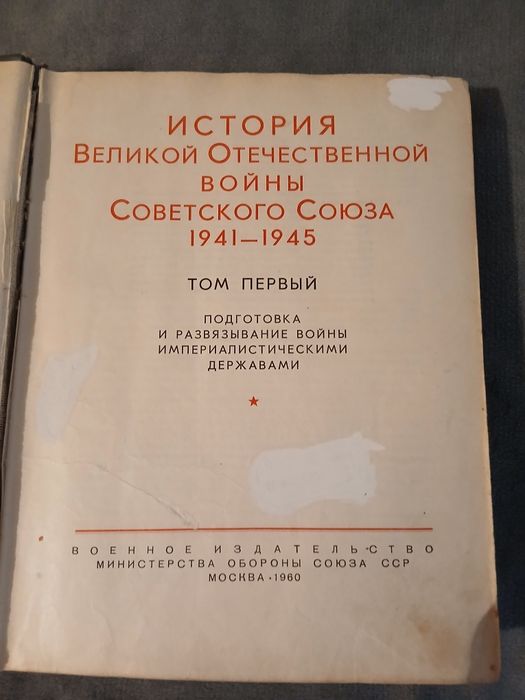 ИСТОРИЯ
ВЕЛИКОЙ ОТЕЧЕСТВЕННОЙ
ВОЙНЫ
СОВЕТСКОГО СОЮЗА
1941—1945
ТОМ ПЕРВЫЙ
ПОДГОТОВКА
И РАЗВЯЗЫВАНИЕ ВОЙНЫ
ИМПЕРИАЛИСТИЧЕСКИМИ
ДЕРЖАВАМИ
ВОЕННОЕ ИЗДАТЕЛЬСТВО
МИНИСТЕРСТВА ОБОРОНЫ СОЮЗА ССР
МОСКВА • 1960